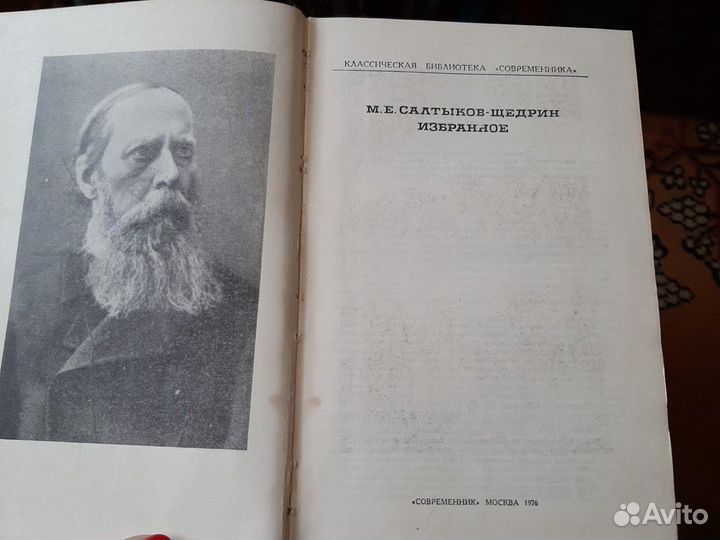 КЛАССИЧЕСКАЯ БИБЛИОТЕКА «СОВРЕМЕННИКА»
М.Е.САЛТЫКОВ-ЩЕДРИН
ИЗБРАННОЕ
«СОВРЕМЕННИК» МОСКВА 1976
Avito